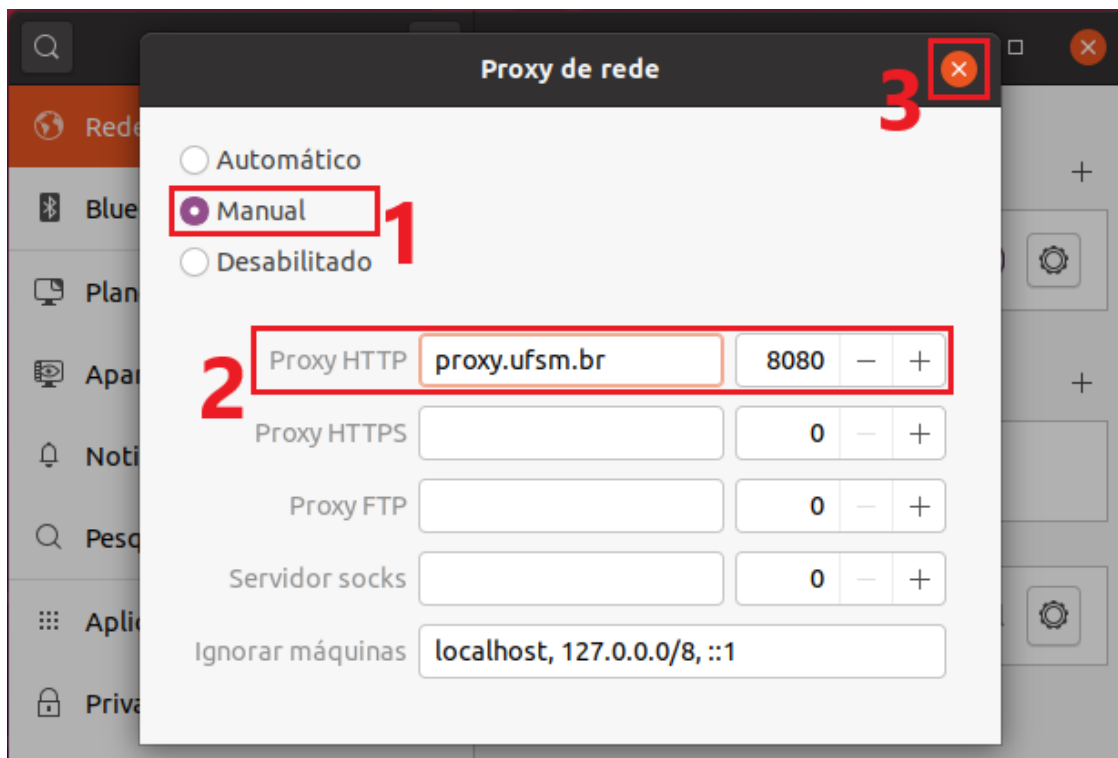 Proxy de rede
3
Rede
Automático
Blue
Manual
1
Desabilitado
Plan
2
Proxy HTTP proxy.ufsm.br 8080 − +
Apar
Proxy HTTPS 0 − +
Noti
Proxy FTP 0 − +
Pesq
Servidor socks 0 − +
Aplic
Ignorar máquinas localhost, 127.0.0.0/8, ::1
Priva